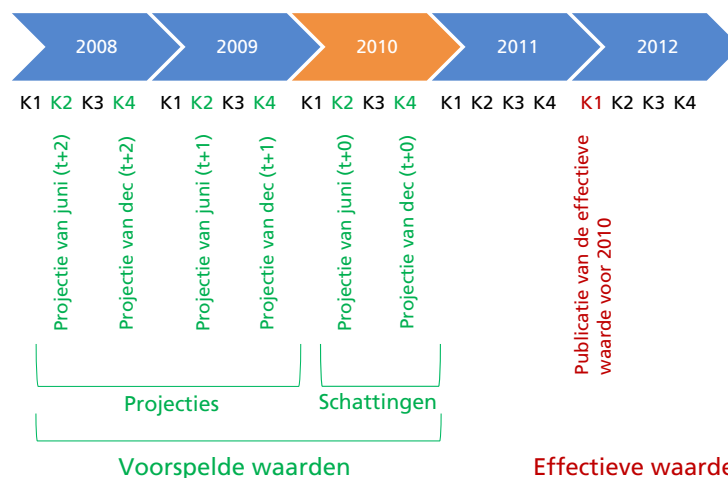 2008 2009 2010 2011 2012
K1 K2 K3 K4 K1 K2 K3 K4 K1 K2 K3 K4 K1 K2 K3 K4 K1 K2 K3 K4
Projectie van juni (t+2)
Projectie van dec (t+2)
Projectie van juni (t+1)
Projectie van dec (t+1)
Projectie van juni (t+0)
Projectie van dec (t+0)
Publicatie van de effectieve
waarde voor 2010
Projecties
Schattingen
Voorspelde waarden
Effectieve waarde